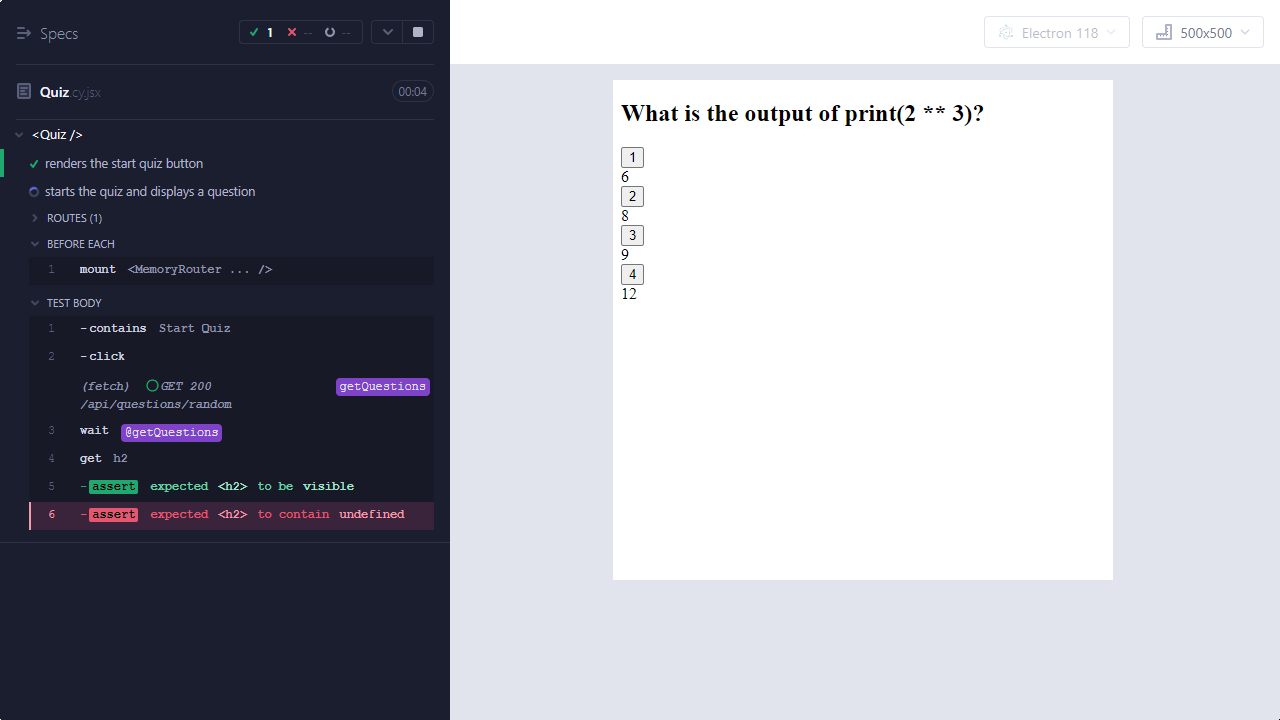 Specs
1 -- --
Electron 118
500x500
Quiz.cy.jsx
00:04
<Quiz />
renders the start quiz button
starts the quiz and displays a question
ROUTES (1)
BEFORE EACH
1 mount <MemoryRouter ... />
TEST BODY
1 -contains Start Quiz
2 -click
(fetch) GET 200 getQuestions
/api/questions/random
3 wait @getQuestions
4 get h2
5 -assert expected <h2> to be visible
6 -assert expected <h2> to contain undefined
What is the output of print(2 ** 3)?
1
6
2
8
3
9
4
12